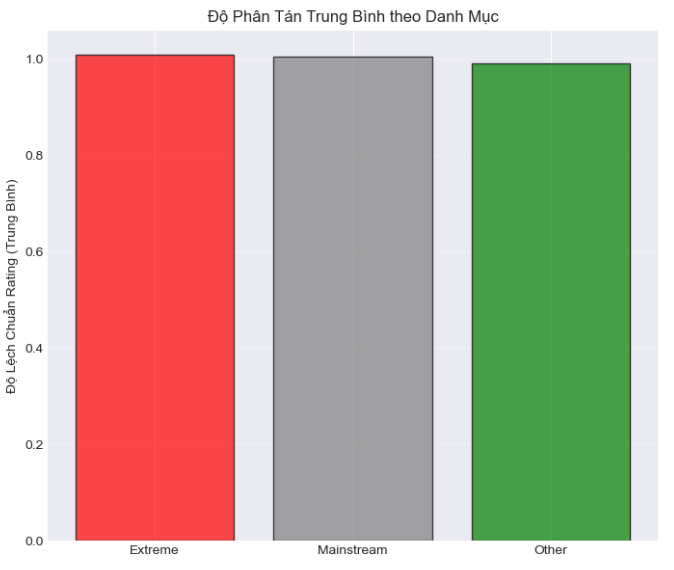 Độ Phân Tán Trung Bình theo Danh Mục
Độ Lệch Chuẩn Rating (Trung Bình)
1.0
0.8
0.6
0.4
0.2
0.0
Extreme
Mainstream
Other